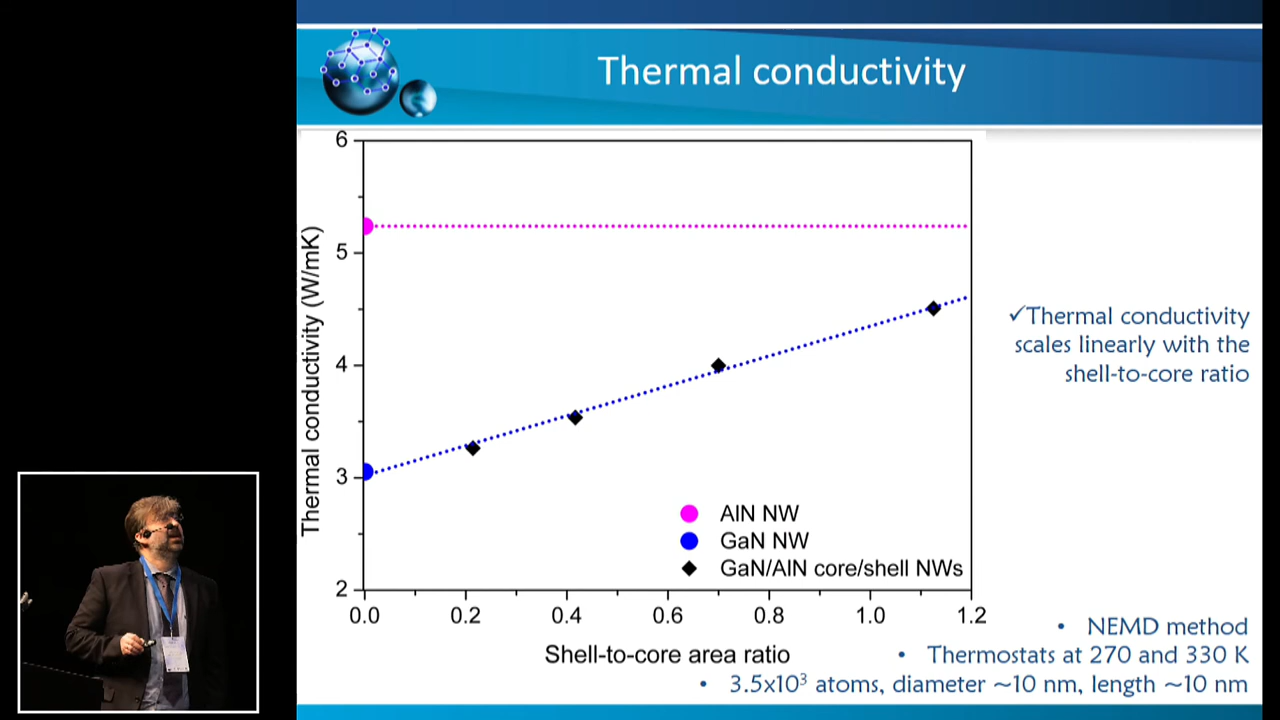 Thermal conductivity
6
5
4
3
2
Thermal conductivity (W/mK)
AlN NW
GaN NW
GaN/AlN core/shell NWs
0.0 0.2 0.4 0.6 0.8 1.0 1.2
Shell-to-core area ratio
✓Thermal conductivity
scales linearly with the
shell-to-core ratio
• NEMD method
• Thermostats at 270 and 330 K
• 3.5x10³ atoms, diameter ~10 nm, length ~10 nm